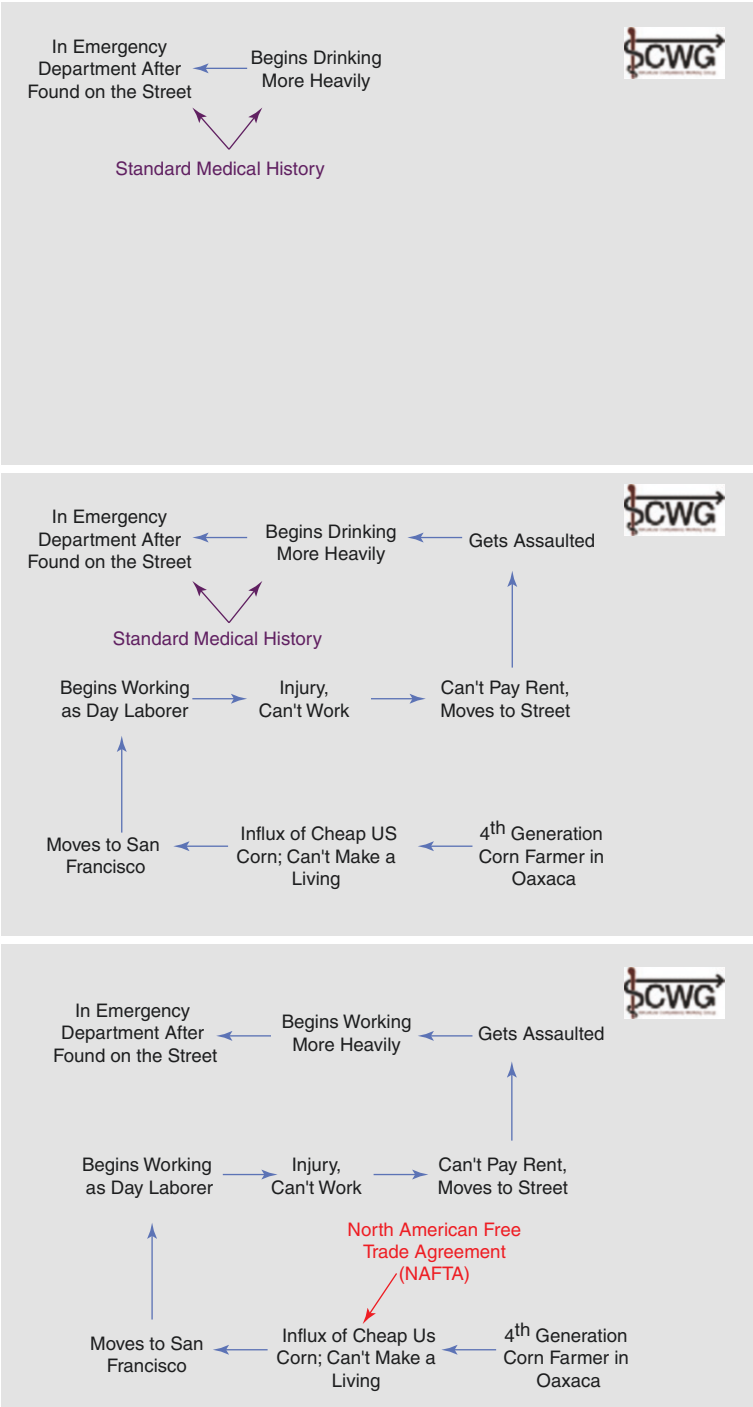 In Emergency
Department After
Found on the Street
Begins Drinking
More Heavily
SCWG
Standard Medical History
In Emergency
Department After
Found on the Street
Begins Drinking
More Heavily
Gets Assaulted
SCWG
Standard Medical History
Begins Working
as Day Laborer
Injury,
Can't Work
Can't Pay Rent,
Moves to Street
Moves to San
Francisco
Influx of Cheap US
Corn; Can't Make a
Living
4th Generation
Corn Farmer in
Oaxaca
In Emergency
Department After
Found on the Street
Begins Working
More Heavily
Gets Assaulted
SCWG
Begins Working
as Day Laborer
Injury,
Can't Work
Can't Pay Rent,
Moves to Street
North American Free
Trade Agreement
(NAFTA)
Moves to San
Francisco
Influx of Cheap Us
Corn; Can't Make a
Living
4th Generation
Corn Farmer in
Oaxaca